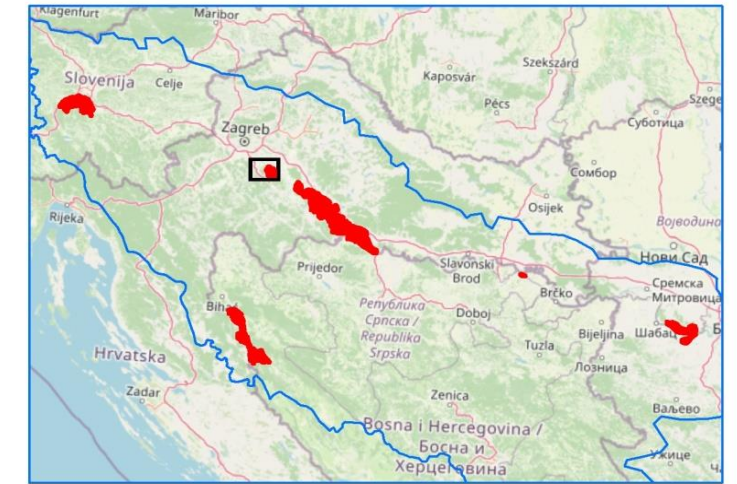 Klagenfurt
Maribor
Slovenija
Celje
Szekszárd
Kaposvár
Pécs
Szege
Суботица
Zagreb
Сомбор
Osijek
Војводина
Rijeka
Нови Сад
Prijedor
Slavonski
Brod
Сремска
Митровица
Bihać
Република
Српска /
Republika
Srpska
Doboj
Brčko
Bijeljina
Шабац
Б
Tuzla
Лозница
Hrvatska
Zadar
Zenica
Ваљево
Bosna i Hercegovina /
Босна и
Херцеговина
Ужице